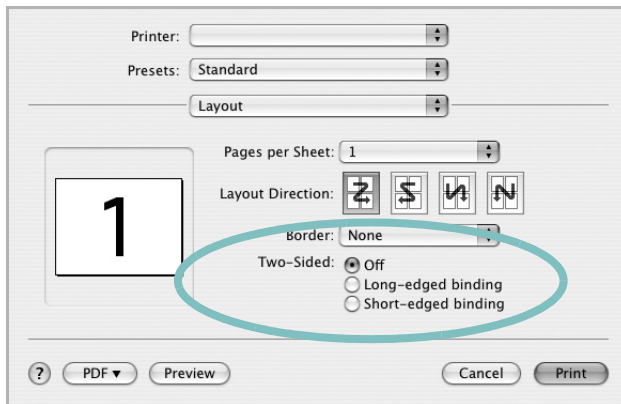 Printer:
Presets: Standard
Layout
Pages per Sheet: 1
Layout Direction:
1
Border: None
Two-Sided: Off
Long-edged binding
Short-edged binding
? PDF▼ Preview Cancel Print